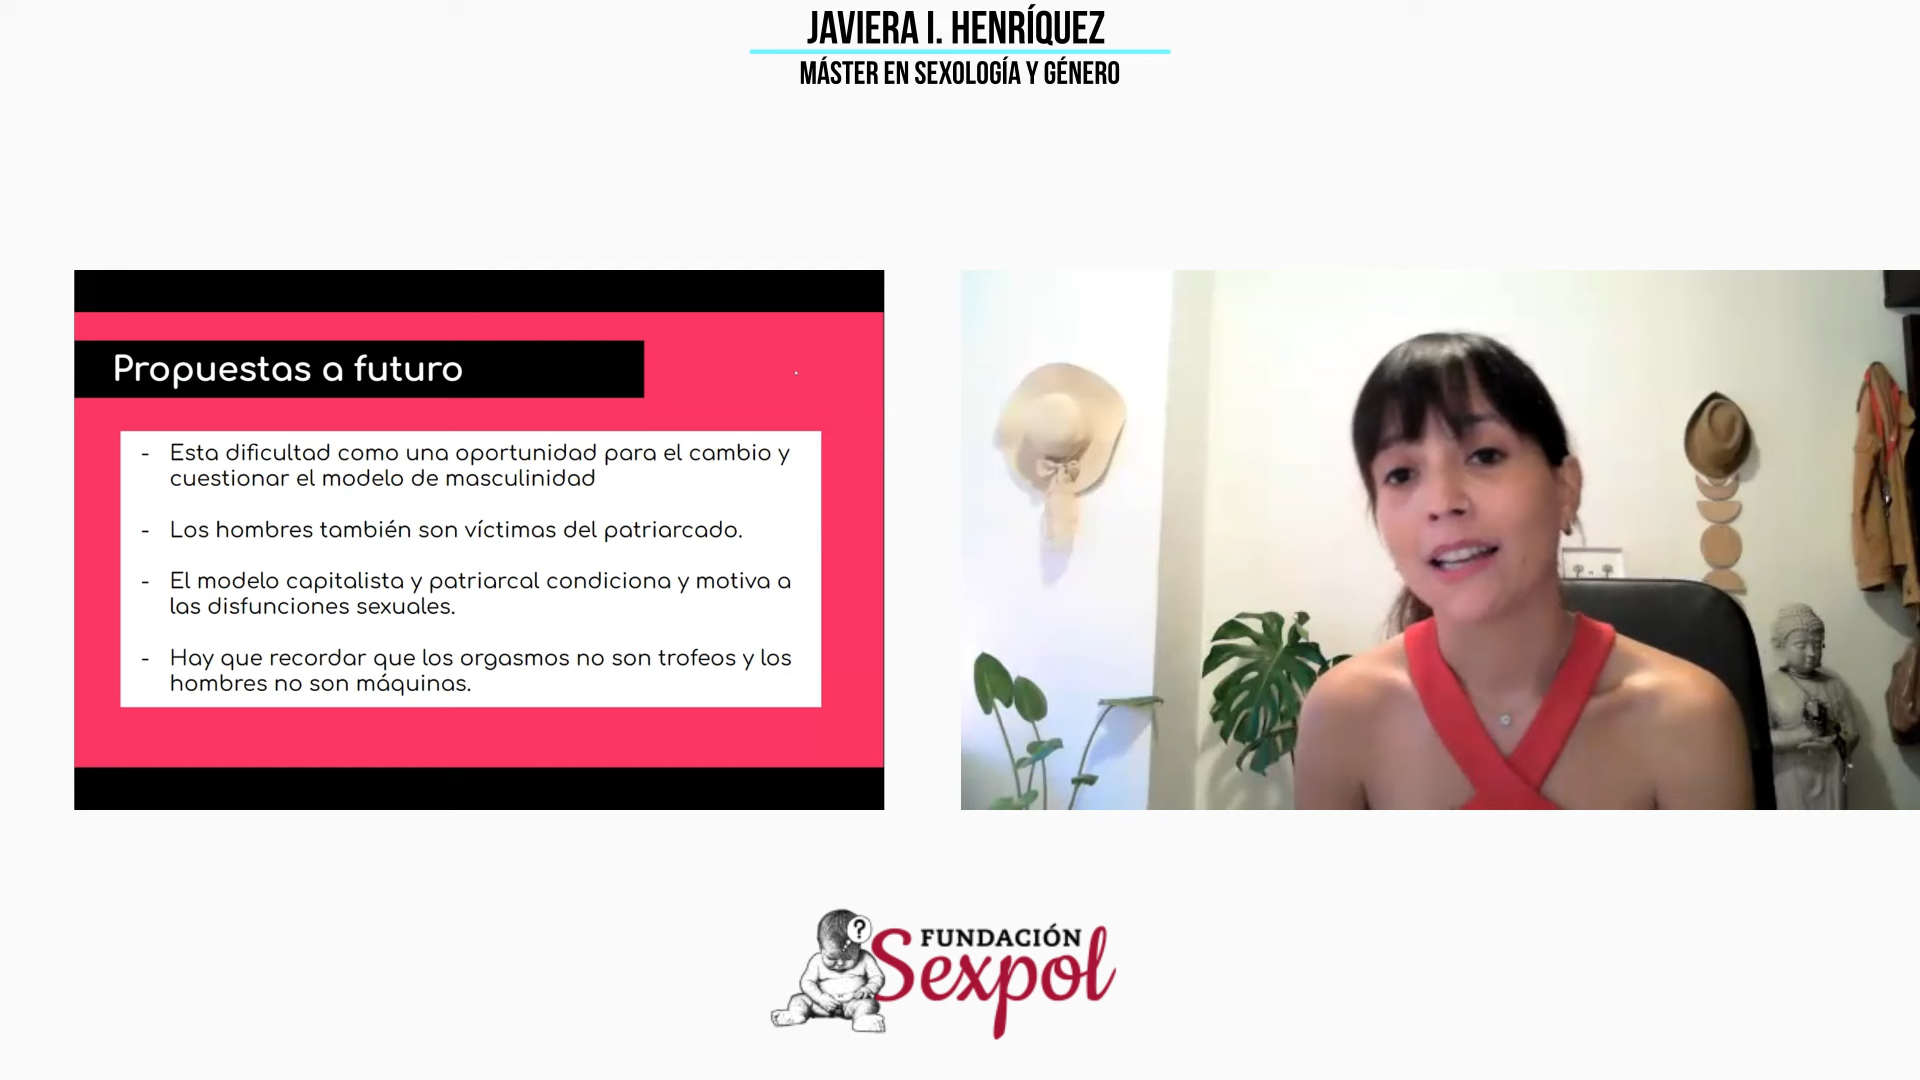 JAVIERA I. HENRÍQUEZ
MÁSTER EN SEXOLOGÍA Y GÉNERO
Propuestas a futuro
- Esta dificultad como una oportunidad para el cambio y
cuestionar el modelo de masculinidad
- Los hombres también son víctimas del patriarcado.
- El modelo capitalista y patriarcal condiciona y motiva a
las disfunciones sexuales.
- Hay que recordar que los orgasmos no son trofeos y los
hombres no son máquinas.
?
FUNDACIÓN
Sexpol